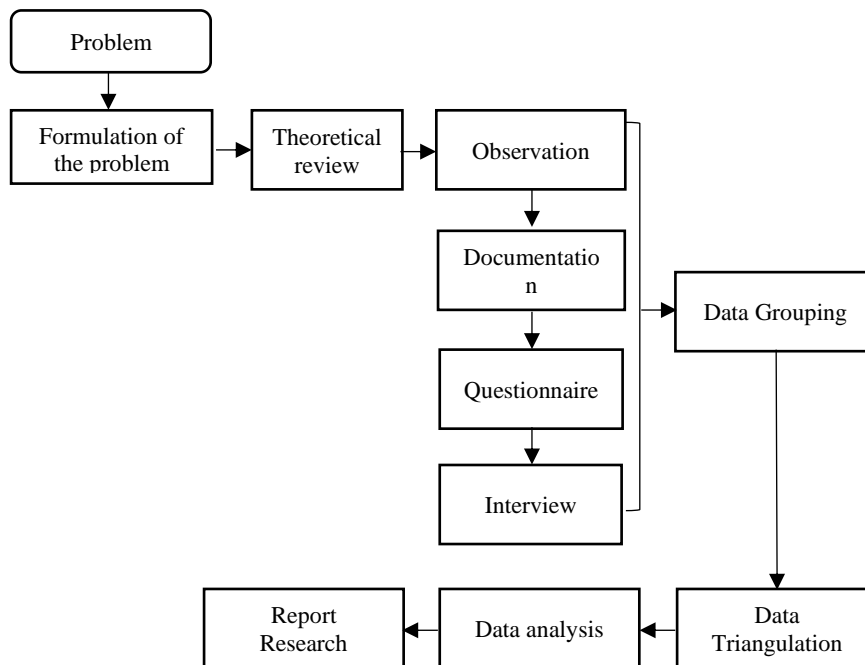 Problem
Formulation of
the problem
Theoretical
review
Observation
Documentatio
n
Questionnaire
Interview
Data Grouping
Data
Triangulation
Data analysis
Report
Research